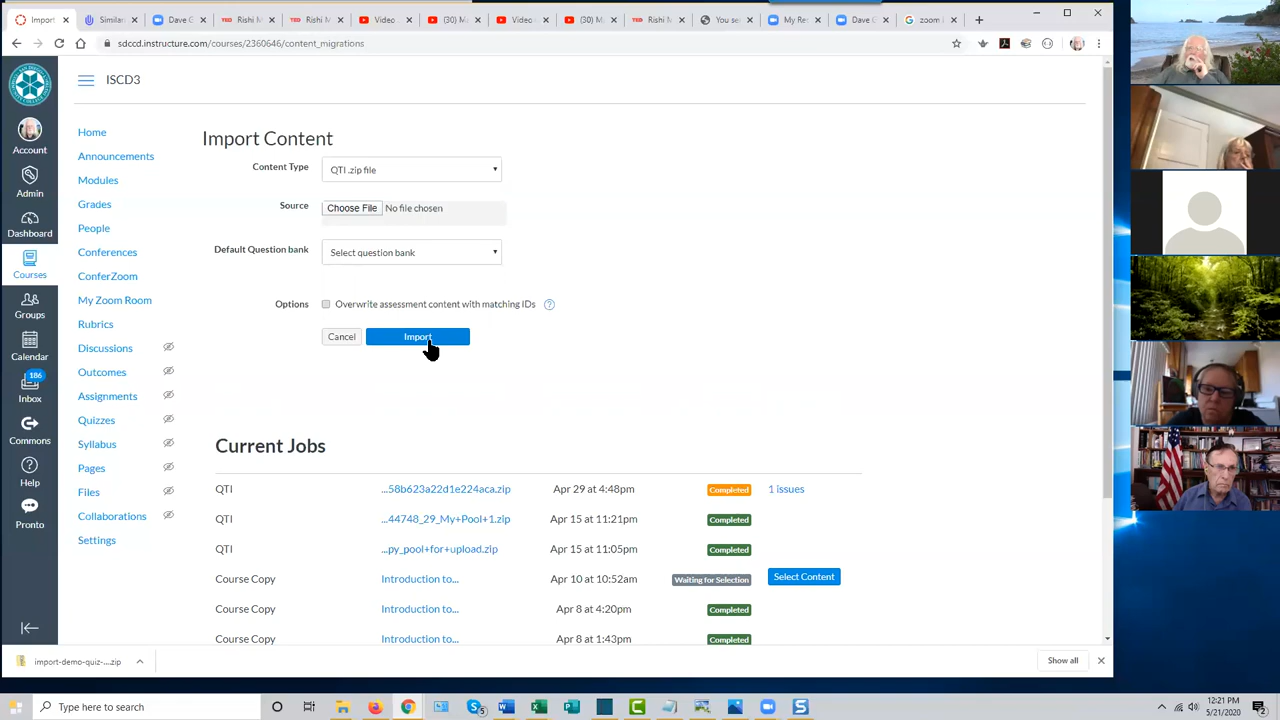 Import
Similar
Dave G
Rishi M
Rishi M
Video
(30) M
Video
(30) M
Rishi M
You se
My Res
Dave G
zoom
sdccd.instructure.com/courses/2360646/content_migrations
ISCD3
Account
Admin
Dashboard
Courses
Groups
Calendar
186
Inbox
Commons
Help
Pronto
Home
Announcements
Modules
Grades
People
Conferences
ConferZoom
My Zoom Room
Rubrics
Discussions
Outcomes
Assignments
Quizzes
Syllabus
Pages
Files
Collaborations
Settings
Import Content
Content Type QTI .zip file
Source Choose File No file chosen
Default Question bank Select question bank
Options Overwrite assessment content with matching IDs ?
Cancel Import
Current Jobs
QTI ...58b623a22d1e224aca.zip Apr 29 at 4:48pm Completed 1 issues
QTI ...44748_29_My+Pool+1.zip Apr 15 at 11:21pm Completed
QTI ...py_pool+for+upload.zip Apr 15 at 11:05pm Completed
Course Copy Introduction to... Apr 10 at 10:52am Waiting for Selection Select Content
Course Copy Introduction to... Apr 8 at 4:20pm Completed
Course Copy Introduction to... Apr 8 at 1:43pm Completed
import-demo-quiz-....zip
Show all
Type here to search
12:21 PM
5/21/2020